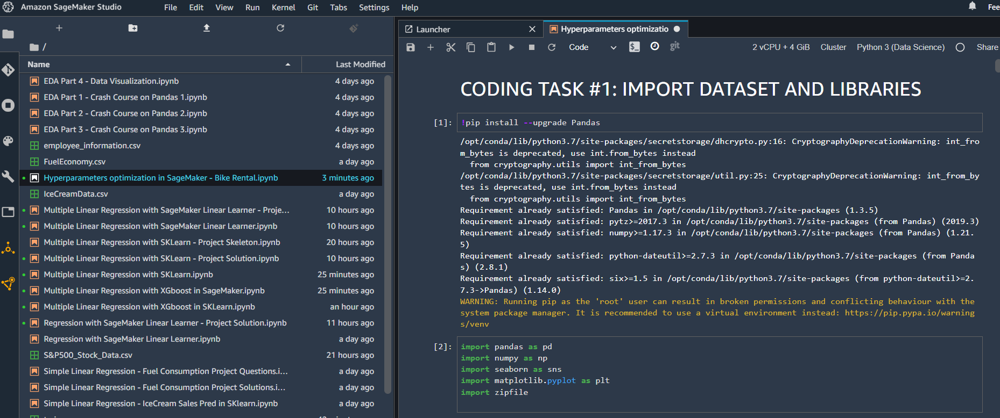 Amazon SageMaker Studio File Edit View Run Kernel Git Tabs Settings Help Fee
Launcher
Hyperparameters optimizatio
/
Code
git
2 vCPU + 4 GiB Cluster Python 3 (Data Science) Share
Name Last Modified
EDA Part 4 - Data Visualization.ipynb 4 days ago
EDA Part 1 - Crash Course on Pandas 1.ipynb 4 days ago
EDA Part 2 - Crash Course on Pandas 2.ipynb 4 days ago
EDA Part 3 - Crash Course on Pandas 3.ipynb 4 days ago
employee_information.csv 4 days ago
FuelEconomy.csv a day ago
Hyperparameters optimization in SageMaker - Bike Rental.ipynb 3 minutes ago
IceCreamData.csv a day ago
Multiple Linear Regression with SageMaker Linear Learner - Proje... 10 hours ago
Multiple Linear Regression with SageMaker Linear Learner.ipynb 10 hours ago
Multiple Linear Regression with SKLearn - Project Skeleton.ipynb 20 hours ago
Multiple Linear Regression with SKLearn - Project Solution.ipynb 10 hours ago
Multiple Linear Regression with SKLearn.ipynb 25 minutes ago
Multiple Linear Regression with XGboost in SageMaker.ipynb 25 minutes ago
Multiple Linear Regression with XGboost in SKLearn.ipynb an hour ago
Regression with SageMaker Linear Learner - Project Solution.ipynb 11 hours ago
Regression with SageMaker Linear Learner.ipynb a day ago
S&P500_Stock_Data.csv 21 hours ago
Simple Linear Regression - Fuel Consumption Project Questions.i... a day ago
Simple Linear Regression - Fuel Consumption Project Solutions.i... a day ago
Simple Linear Regression - IceCream Sales Pred in SKlearn.ipynb a day ago
CODING TASK #1: IMPORT DATASET AND LIBRARIES
[1]: !pip install --upgrade Pandas
/opt/conda/lib/python3.7/site-packages/secretstorage/dhcrypto.py:16: CryptographyDeprecationWarning: int_fro
m_bytes is deprecated, use int.from_bytes instead
from cryptography.utils import int_from_bytes
/opt/conda/lib/python3.7/site-packages/secretstorage/util.py:25: CryptographyDeprecationWarning: int_from_by
tes is deprecated, use int.from_bytes instead
from cryptography.utils import int_from_bytes
Requirement already satisfied: Pandas in /opt/conda/lib/python3.7/site-packages (1.3.5)
Requirement already satisfied: pytz>=2017.3 in /opt/conda/lib/python3.7/site-packages (from Pandas) (2019.3)
Requirement already satisfied: numpy>=1.17.3 in /opt/conda/lib/python3.7/site-packages (from Pandas) (1.21.
5)
Requirement already satisfied: python-dateutil>=2.7.3 in /opt/conda/lib/python3.7/site-packages (from Panda
s) (2.8.1)
Requirement already satisfied: six>=1.5 in /opt/conda/lib/python3.7/site-packages (from python-dateutil>=2.
7.3->Pandas) (1.14.0)
WARNING: Running pip as the 'root' user can result in broken permissions and conflicting behaviour with the
system package manager. It is recommended to use a virtual environment instead: https://pip.pypa.io/warning
s/venv
[2]: import pandas as pd
import numpy as np
import seaborn as sns
import matplotlib.pyplot as plt
import zipfile